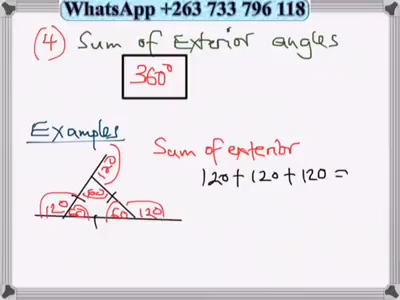 WhatsApp +263 733 796 118
(4) Sum of Exterior angles
360°
Examples
Sum of exterior
120 + 120 + 120 =
120
60
120 60 60 120